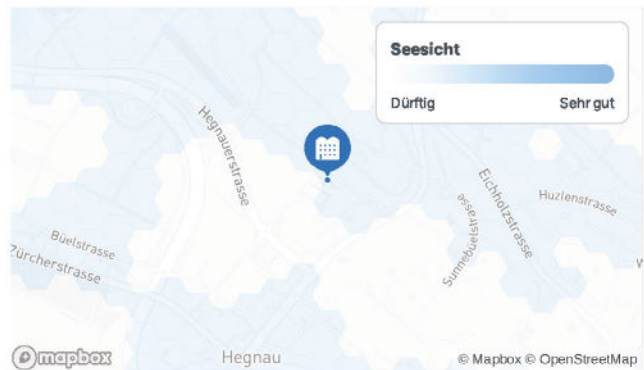 Seesicht
Dürftig Sehr gut
Hegnauerstrasse
Eichholzstrasse
Huzlenstrasse
Sunnebüelstrasse
Büelstrasse
Zürcherstrasse
W
Hegnau
mapbox
© Mapbox © OpenStreetMap